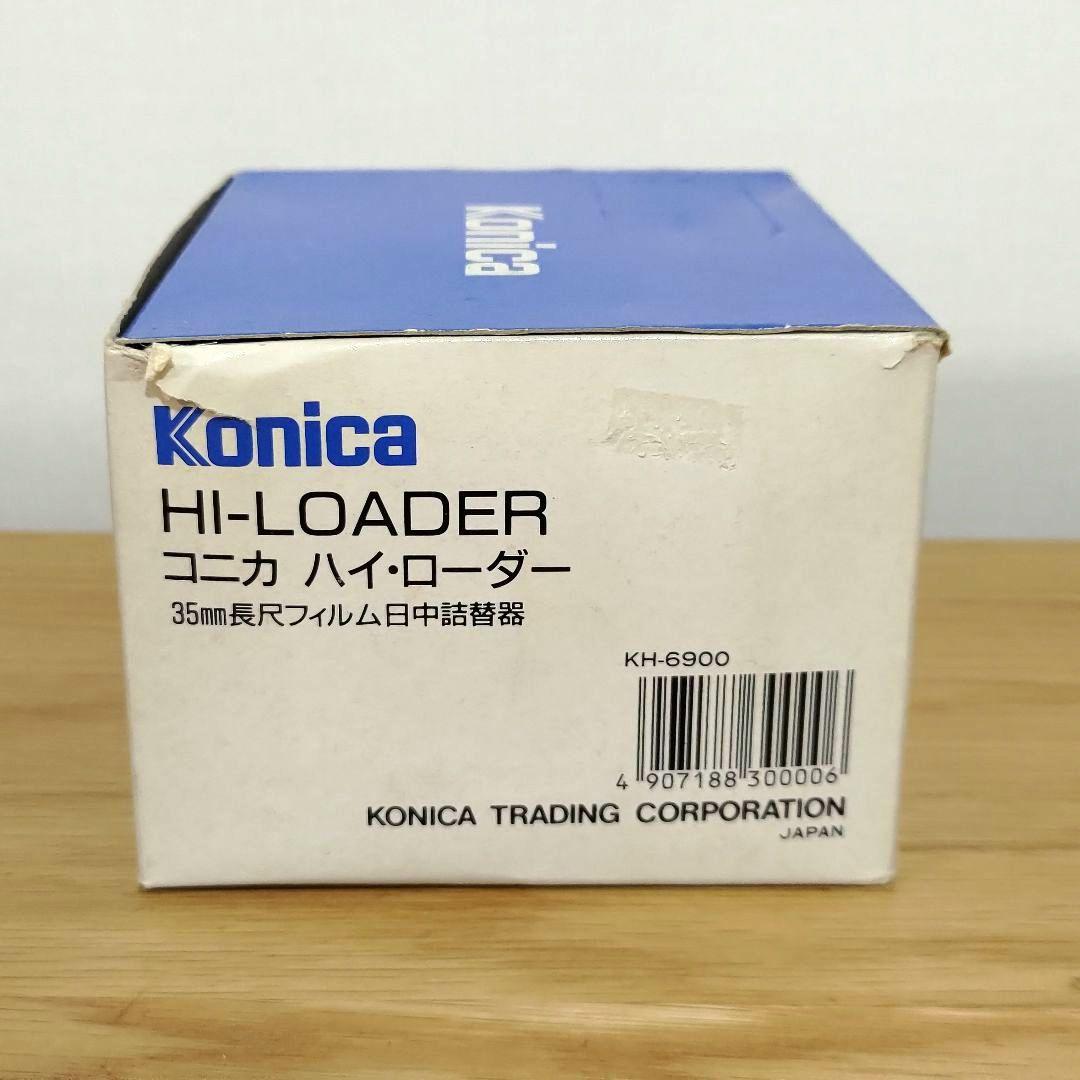 Konica
Konica
HI-LOADER
コニカ ハイ・ローダー
35mm長尺フィルム日中詰替器
KH-6900
4 907188 300006
KONICA TRADING CORPORATION
JAPAN